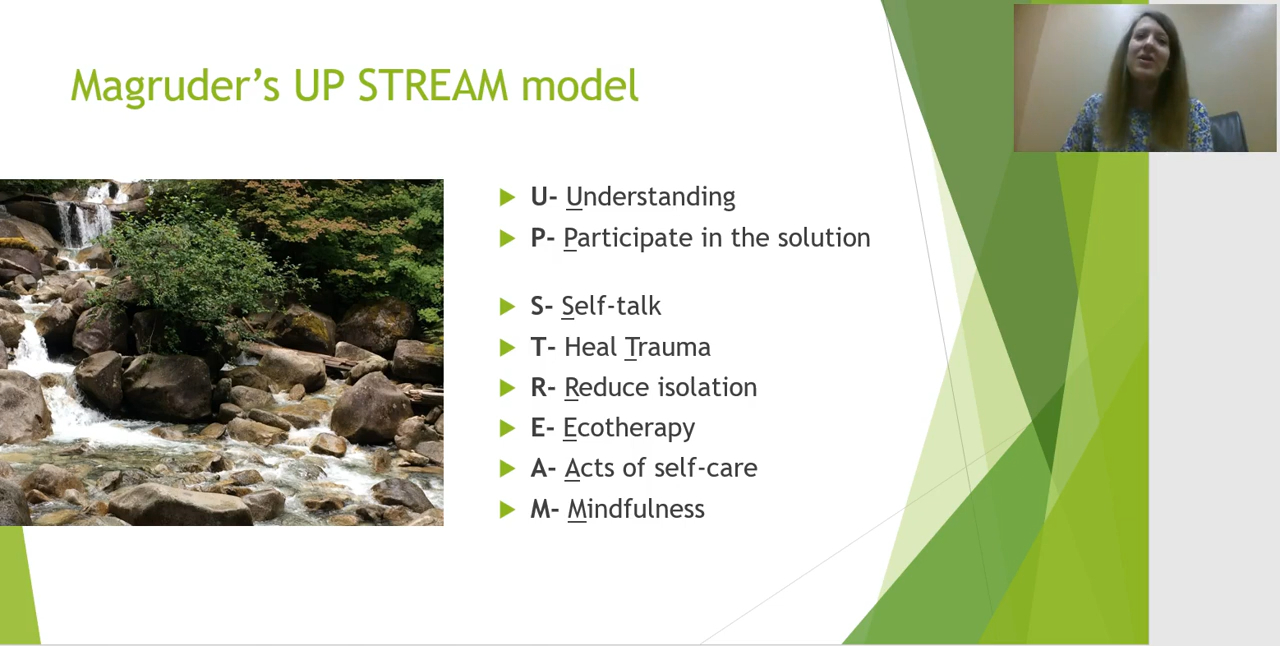 Magruder’s UP STREAM model
U- Understanding
P- Participate in the solution
S- Self-talk
T- Heal Trauma
R- Reduce isolation
E- Ecotherapy
A- Acts of self-care
M- Mindfulness